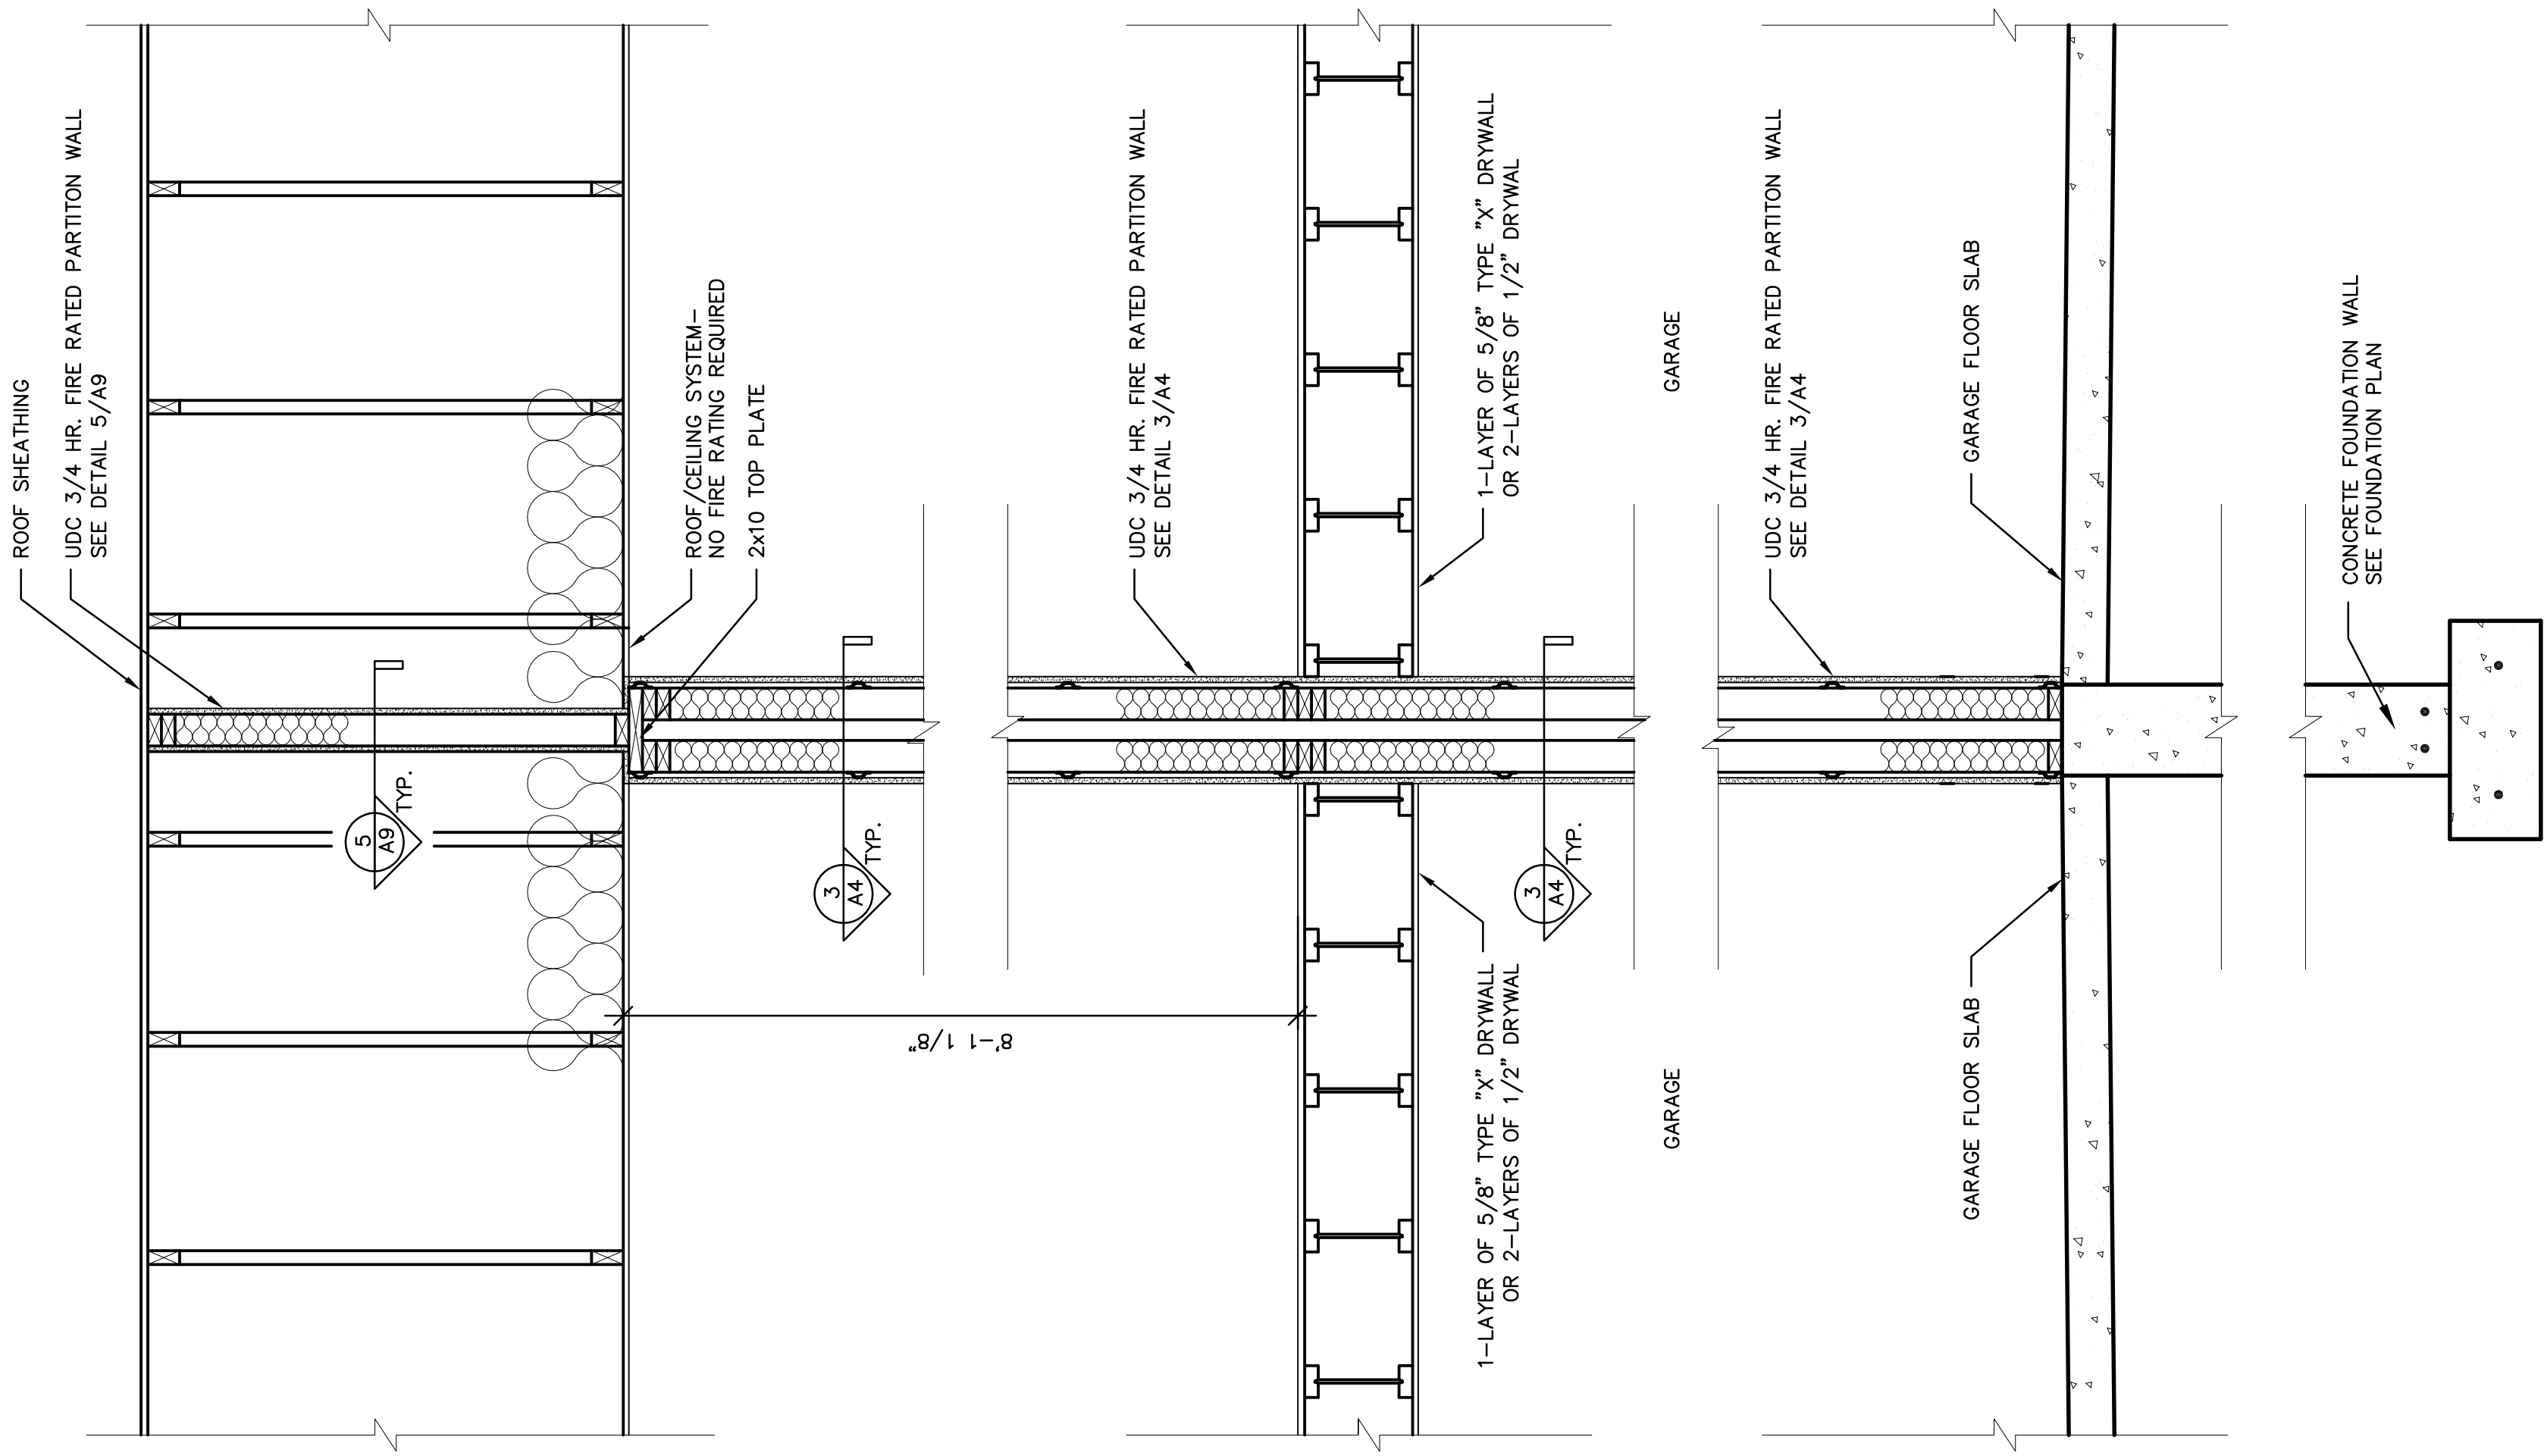 ROOF SHEATHING
UDC 3/4 HR. FIRE RATED PARTITON WALL
SEE DETAIL 5/A9
5
A9
TYP.
ROOF/CEILING SYSTEM-
NO FIRE RATING REQUIRED
2x10 TOP PLATE
3
A4
TYP.
8'-1 1/8"
UDC 3/4 HR. FIRE RATED PARTITON WALL
SEE DETAIL 3/A4
1-LAYER OF 5/8" TYPE "X" DRYWALL
OR 2-LAYERS OF 1/2" DRYWAL
1-LAYER OF 5/8" TYPE "X" DRYWALL
OR 2-LAYERS OF 1/2" DRYWAL
3
A4
TYP.
GARAGE
GARAGE
UDC 3/4 HR. FIRE RATED PARTITON WALL
SEE DETAIL 3/A4
GARAGE FLOOR SLAB
GARAGE FLOOR SLAB
CONCRETE FOUNDATION WALL
SEE FOUNDATION PLAN